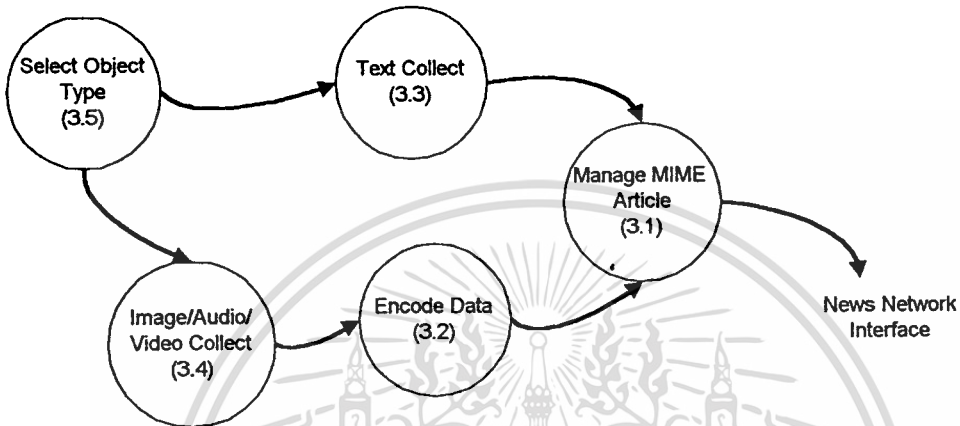 Select Object
Type
(3.5)
Text Collect
(3.3)
Manage MIME
Article
(3.1)
Image/Audio/
Video Collect
(3.4)
Encode Data
(3.2)
News Network
Interface